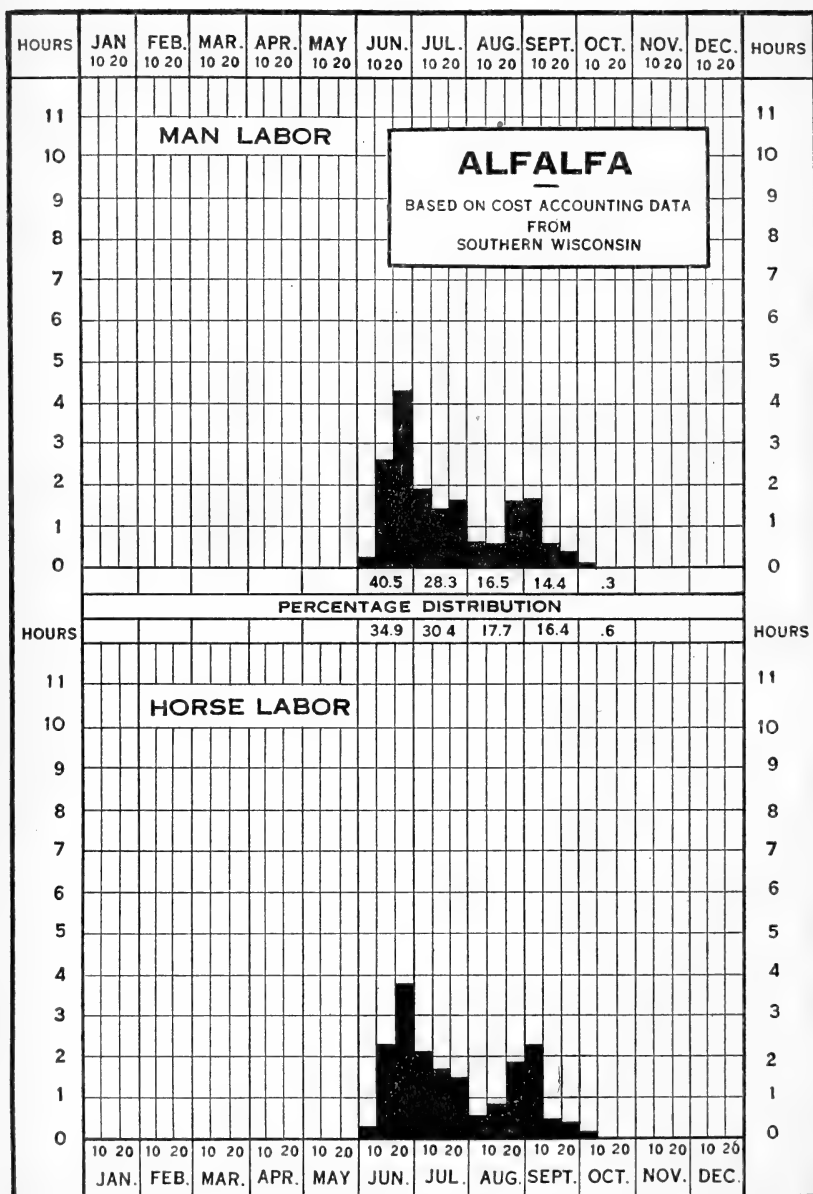 HOURS JAN FEB. MAR. APR. MAY JUN. JUL. AUG. SEPT. OCT. NOV. DEC. HOURS
10 20 10 20 10 20 10 20 10 20 10 20 10 20 10 20 10 20 10 20 10 20 10 20
11 11
MAN LABOR
10 10
ALFALFA
9 9
BASED ON COST ACCOUNTING DATA
FROM
8 8
SOUTHERN WISCONSIN
7 7
6 6
5 5
4 4
3 3
2 2
1 1
0 0
40.5 28.3 16.5 14.4 .3
PERCENTAGE DISTRIBUTION
HOURS 34.9 30 4 17.7 16.4 .6 HOURS
11 11
HORSE LABOR
10 10
9 9
8 8
7 7
6 6
5 5
4 4
3 3
2 2
1 1
0 0
10 20 10 20 10 20 10 20 10 20 10 20 10 20 10 20 10 20 10 20 10 20 10 20
JAN. FEB. MAR. APR. MAY JUN. JUL. AUG. SEPT. OCT. NOV. DEC.